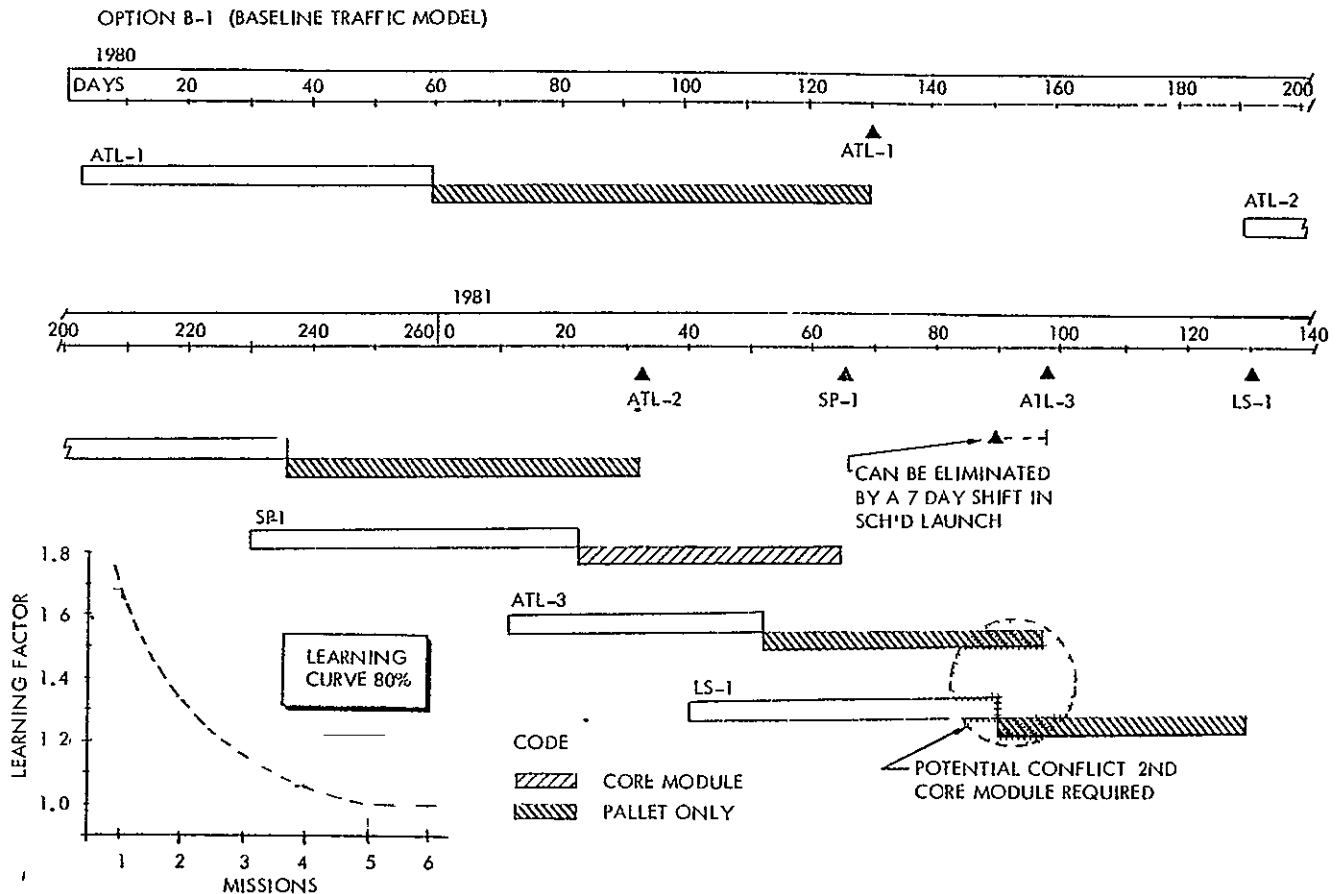 OPTION B-1 (BASELINE TRAFFIC MODEL)
1980
DAYS 20 40 60 80 100 120 140 160 180 200
ATL-1
ATL-1
ATL-2
1981
200 220 240 260 0 20 40 60 80 100 120 140
ATL-2 SP-1 ATL-3 LS-1
CAN BE ELIMINATED
BY A 7 DAY SHIFT IN
SCH'D LAUNCH
SP-1
ATL-3
LS-1
POTENTIAL CONFLICT 2ND
CORE MODULE REQUIRED
CODE
CORE MODULE
PALLET ONLY
LEARNING
CURVE 80%
LEARNING FACTOR
1.8
1 6
1.4
1 2
1.0
1 2 3 4 5 6
MISSIONS